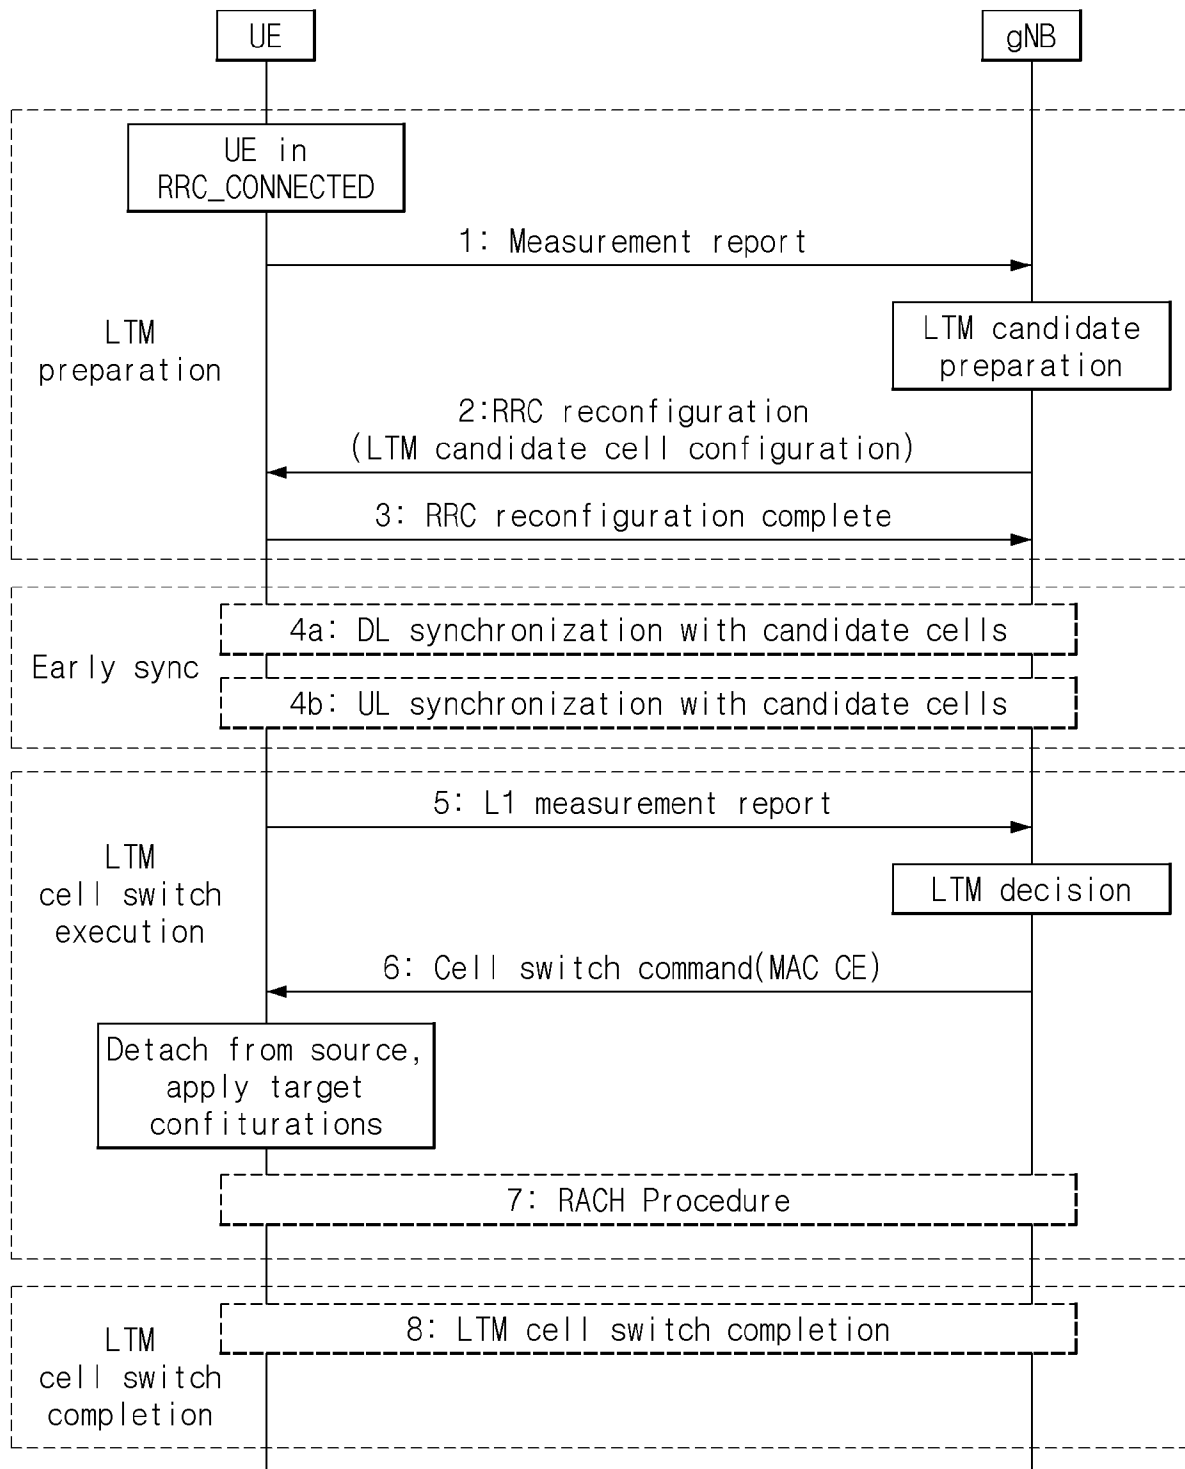 UE
gNB
UE in
RRC_CONNECTED
1: Measurement report
LTM
preparation
LTM candidate
preparation
2:RRC reconfiguration
(LTM candidate cell configuration)
3: RRC reconfiguration complete
Early sync
4a: DL synchronization with candidate cells
4b: UL synchronization with candidate cells
5: L1 measurement report
LTM
cell switch
execution
LTM decision
6: Cell switch command(MAC CE)
Detach from source,
apply target
confiturations
7: RACH Procedure
LTM
cell switch
completion
8: LTM cell switch completion